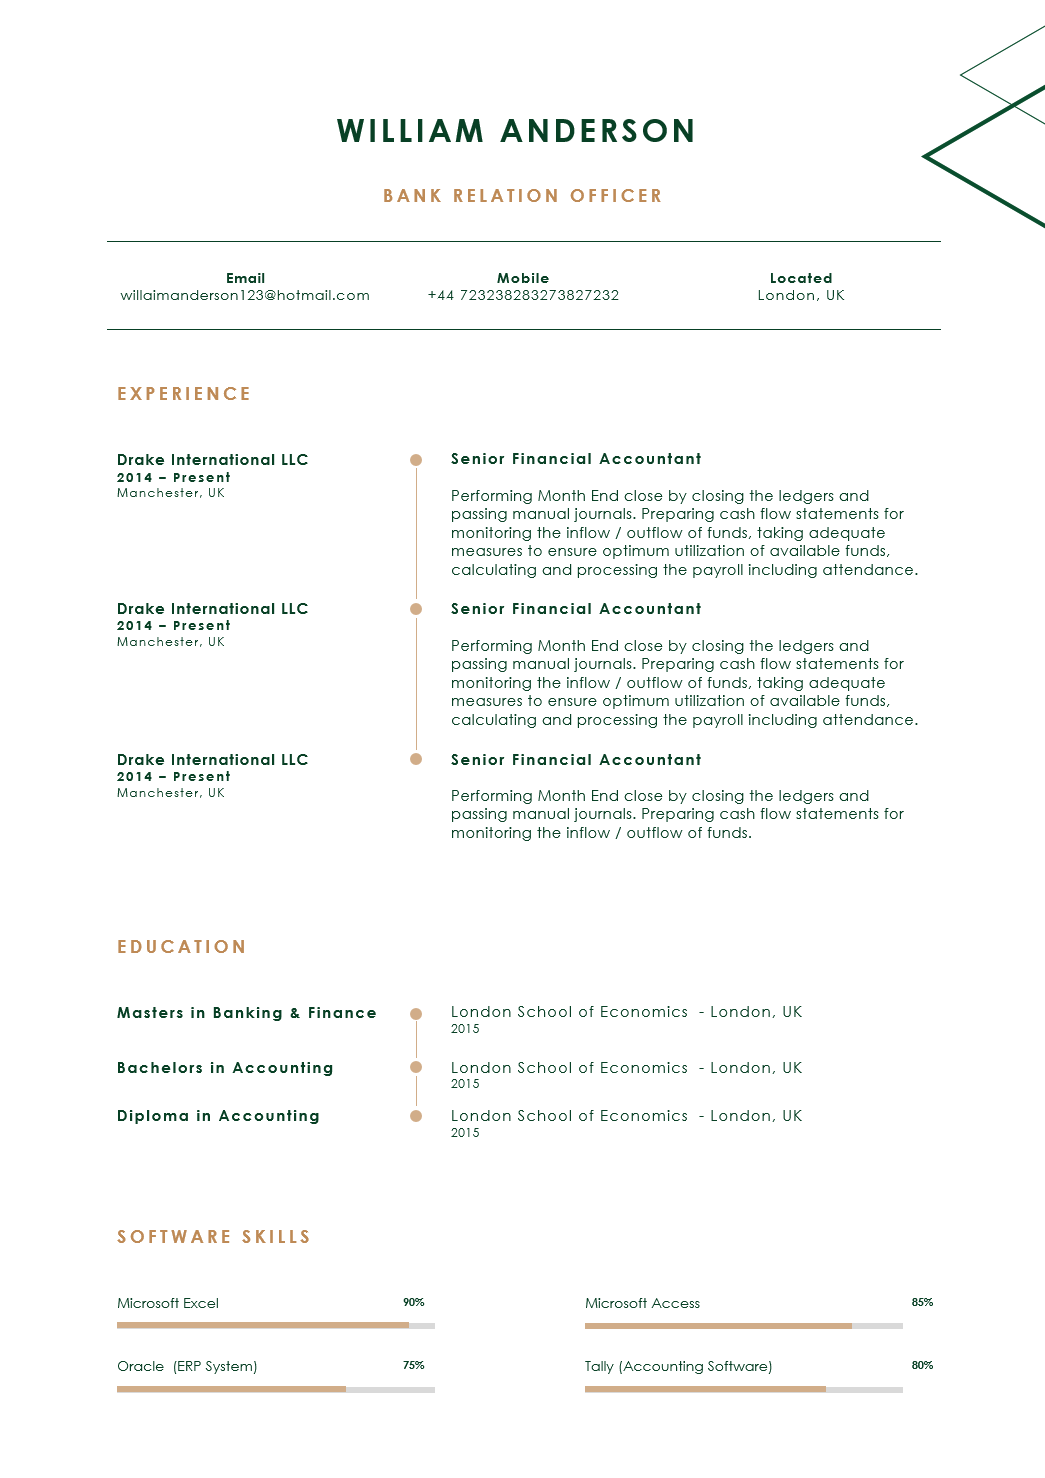 WILLIAM ANDERSON
BANK RELATION OFFICER
Email
willaimanderson123@hotmail.com
Mobile
+44 723238283273827232
Located
London, UK
EXPERIENCE
Drake International LLC
2014 – Present
Manchester, UK
Senior Financial Accountant
Performing Month End close by closing the ledgers and
passing manual journals. Preparing cash flow statements for
monitoring the inflow / outflow of funds, taking adequate
measures to ensure optimum utilization of available funds,
calculating and processing the payroll including attendance.
Drake International LLC
2014 – Present
Manchester, UK
Senior Financial Accountant
Performing Month End close by closing the ledgers and
passing manual journals. Preparing cash flow statements for
monitoring the inflow / outflow of funds, taking adequate
measures to ensure optimum utilization of available funds,
calculating and processing the payroll including attendance.
Drake International LLC
2014 – Present
Manchester, UK
Senior Financial Accountant
Performing Month End close by closing the ledgers and
passing manual journals. Preparing cash flow statements for
monitoring the inflow / outflow of funds.
EDUCATION
Masters in Banking & Finance
London School of Economics - London, UK
2015
Bachelors in Accounting
London School of Economics - London, UK
2015
Diploma in Accounting
London School of Economics - London, UK
2015
SOFTWARE SKILLS
Microsoft Excel 90%
Microsoft Access 85%
Oracle (ERP System) 75%
Tally (Accounting Software) 80%